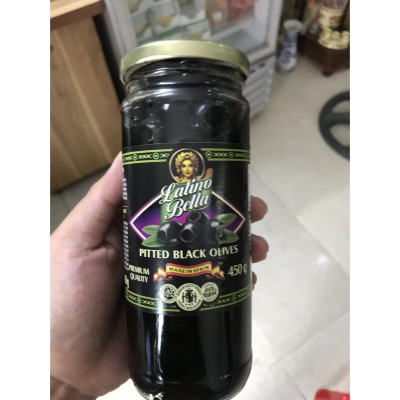 Latino
Bella
PITTED BLACK OLIVES
PREMIUM
QUALITY
MADE IN SPAIN
450 G